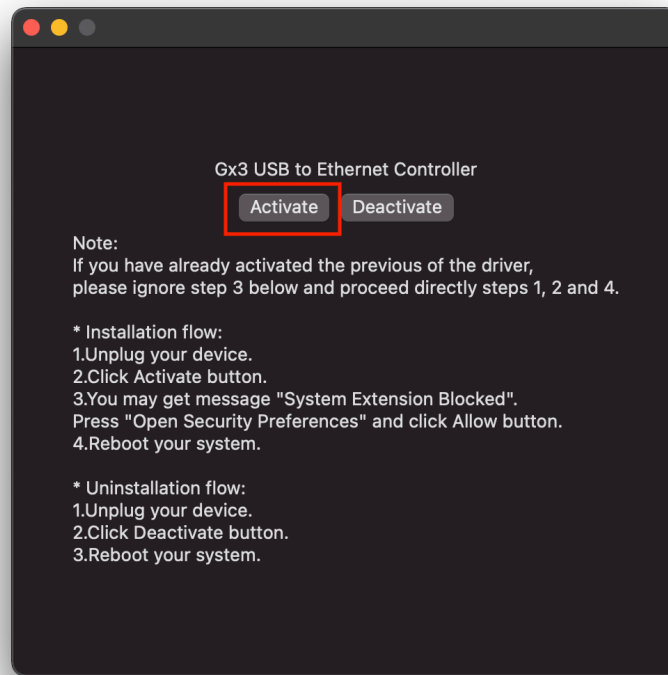 Gx3 USB to Ethernet Controller
Activate Deactivate
Note:
If you have already activated the previous of the driver,
please ignore step 3 below and proceed directly steps 1, 2 and 4.
* Installation flow:
1.Unplug your device.
2.Click Activate button.
3.You may get message "System Extension Blocked".
Press "Open Security Preferences" and click Allow button.
4.Reboot your system.
* Uninstallation flow:
1.Unplug your device.
2.Click Deactivate button.
3.Reboot your system.